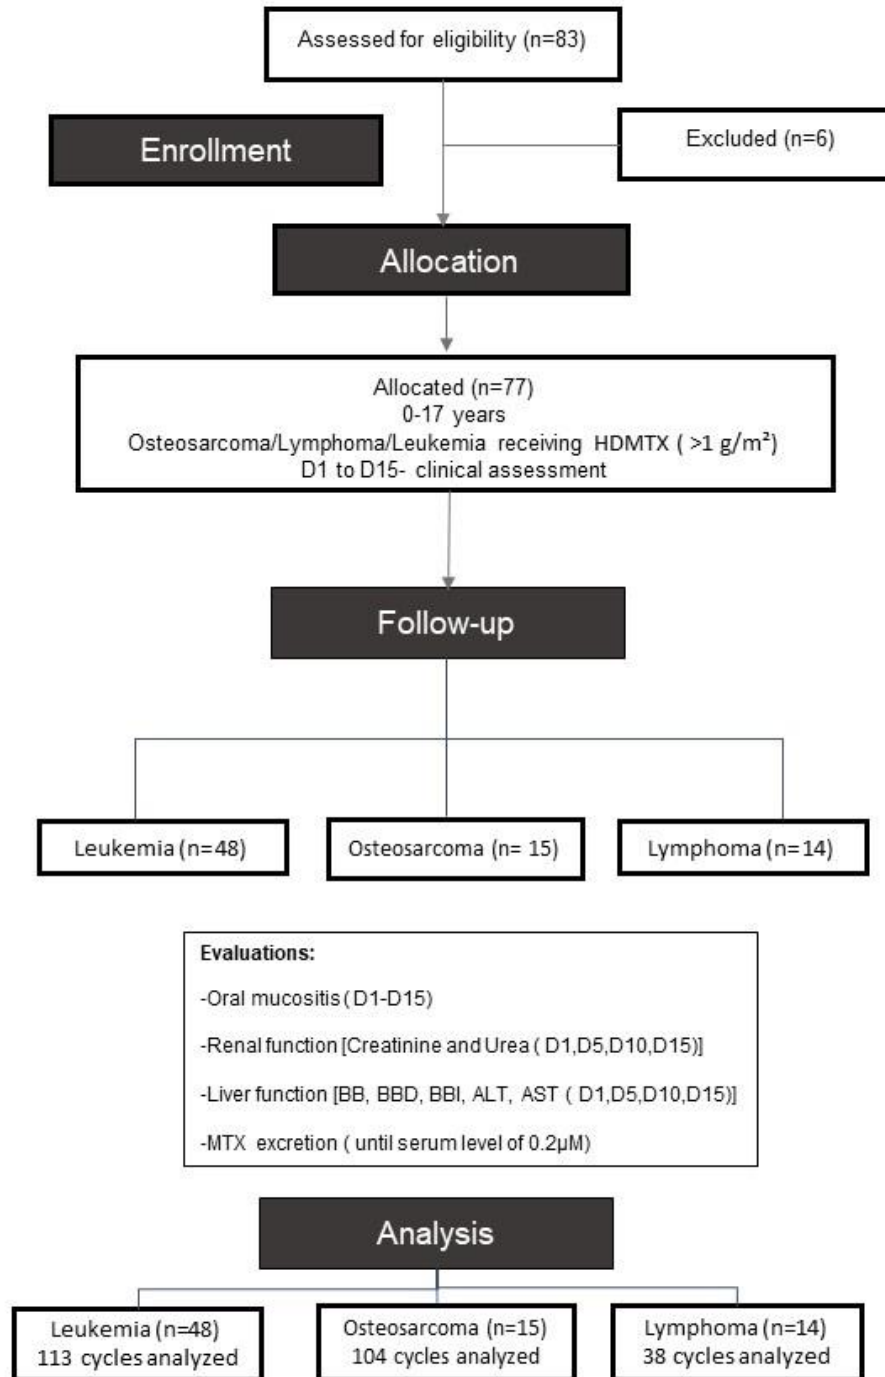 Assessed for eligibility (n=83)
Enrollment
Excluded (n=6)
Allocation
Allocated (n=77)
0-17 years
Osteosarcoma/Lymphoma/Leukemia receiving HDMTX ( >1 g/m²)
D1 to D15- clinical assessment
Follow-up
Leukemia (n=48)
Osteosarcoma (n= 15)
Lymphoma (n=14)
Evaluations:
-Oral mucositis ( D1-D15)
-Renal function [Creatinine and Urea ( D1,D5,D10,D15)]
-Liver function [BB, BBD, BBI, ALT, AST ( D1,D5,D10,D15)]
-MTX excretion ( until serum level of 0.2µM)
Analysis
Leukemia (n=48)
113 cycles analyzed
Osteosarcoma (n=15)
104 cycles analyzed
Lymphoma (n=14)
38 cycles analyzed